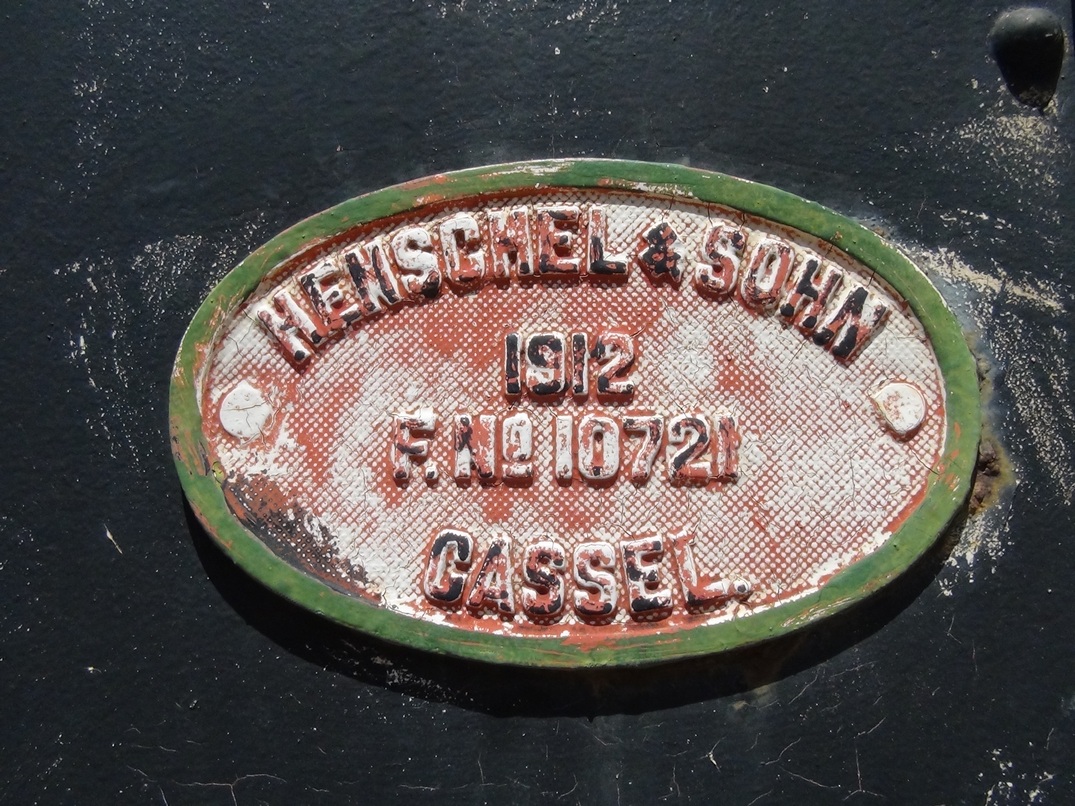 HENSCHEL & SOHN
1912
F. Nº 10721
CASSEL.